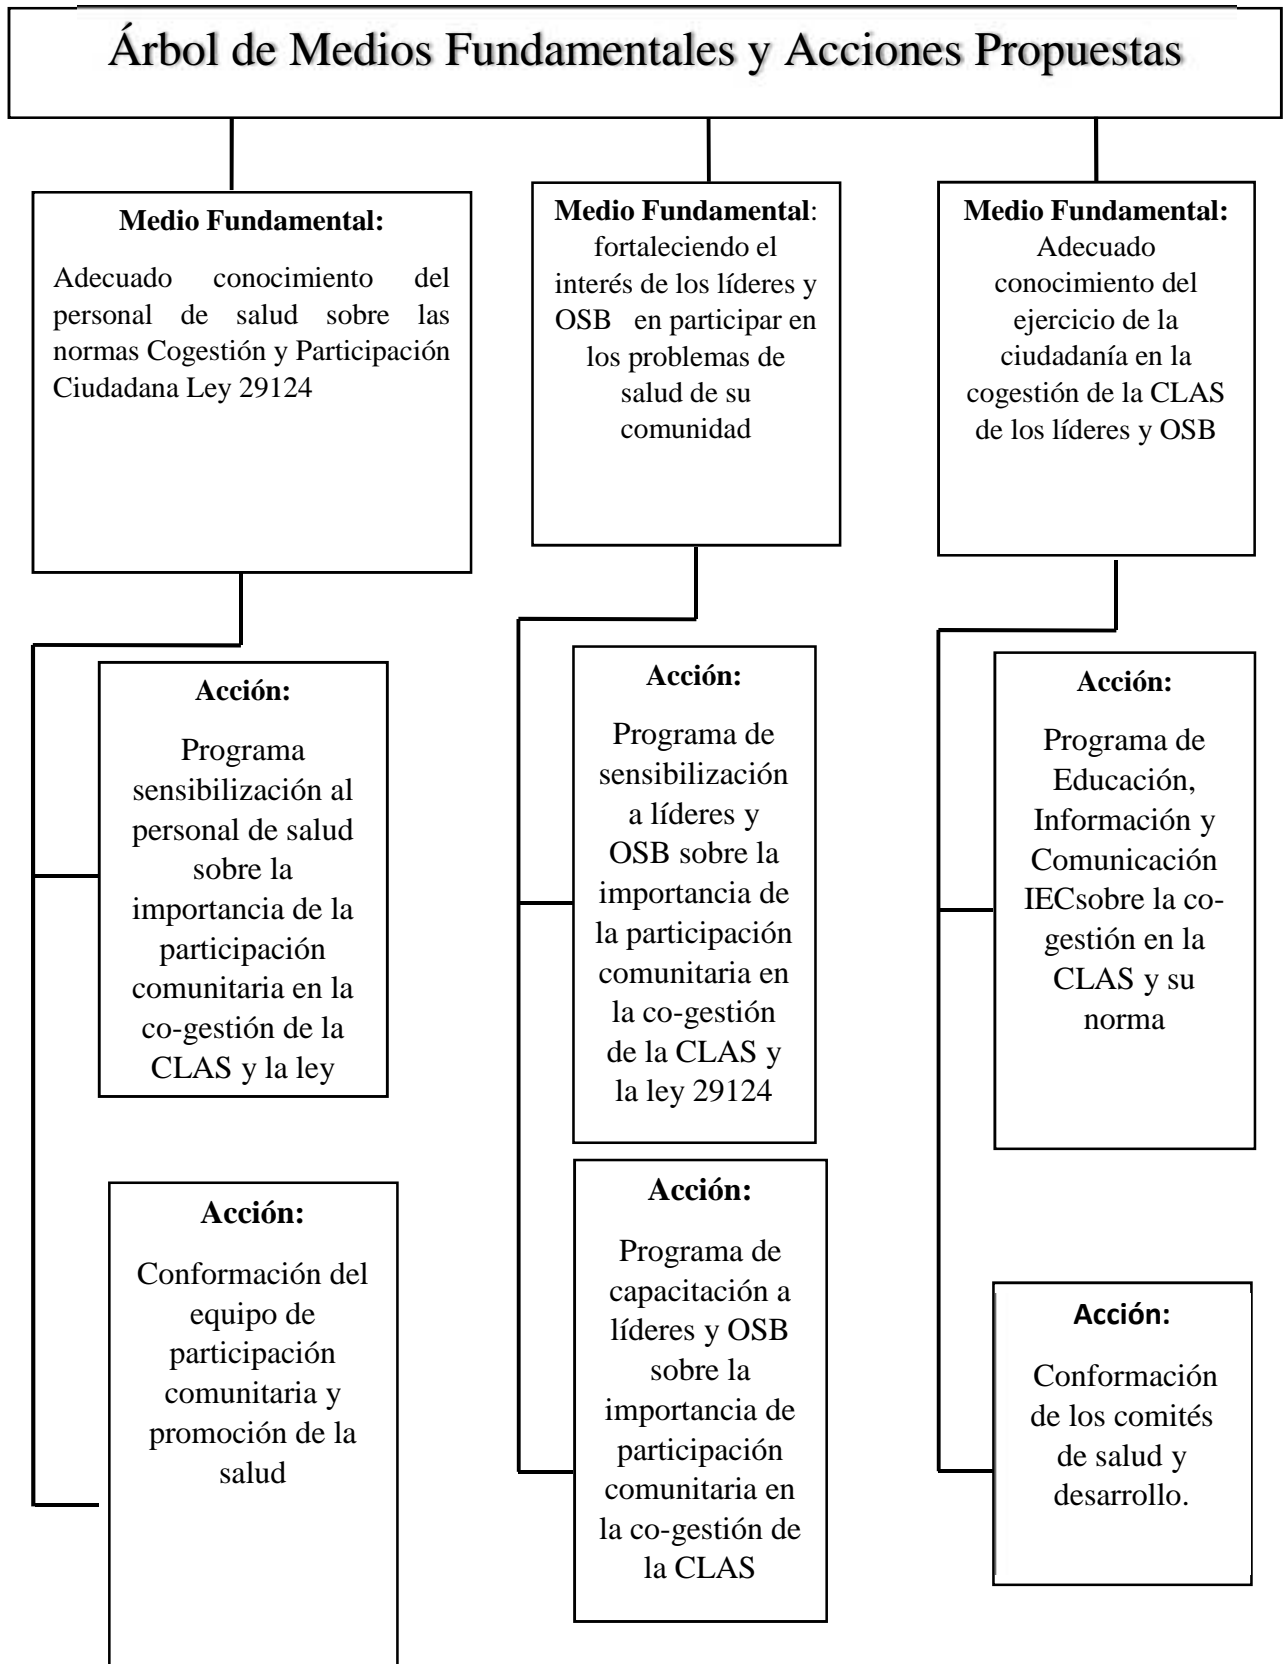 Árbol de Medios Fundamentales y Acciones Propuestas
Medio Fundamental:
Adecuado conocimiento del
personal de salud sobre las
normas Cogestión y Participación
Ciudadana Ley 29124
Medio Fundamental:
fortaleciendo el
interés de los líderes y
OSB en participar en
los problemas de
salud de su
comunidad
Medio Fundamental:
Adecuado
conocimiento del
ejercicio de la
ciudadanía en la
cogestión de la CLAS
de los líderes y OSB
Acción:
Programa
sensibilización al
personal de salud
sobre la
importancia de la
participación
comunitaria en la
co-gestión de la
CLAS y la ley
Acción:
Programa de
sensibilización
a líderes y
OSB sobre la
importancia de
la participación
comunitaria en
la co-gestión
de la CLAS y
la ley 29124
Acción:
Programa de
Educación,
Información y
Comunicación
IECsobre la co-
gestión en la
CLAS y su
norma
Acción:
Conformación del
equipo de
participación
comunitaria y
promoción de la
salud
Acción:
Programa de
capacitación a
líderes y OSB
sobre la
importancia de
participación
comunitaria en
la co-gestión de
la CLAS
Acción:
Conformación
de los comités
de salud y
desarrollo.